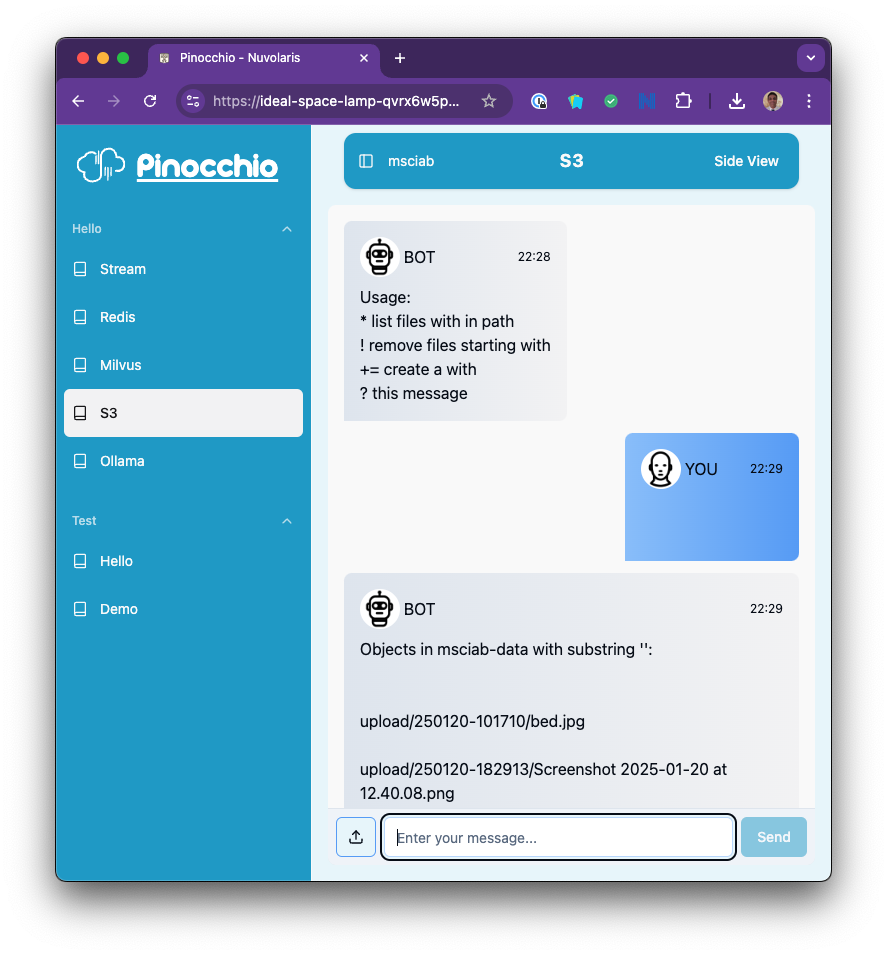 Pinocchio - Nuvolaris
https://ideal-space-lamp-qvrx6w5p...
Pinocchio
Hello
Stream
Redis
Milvus
S3
Ollama
Test
Hello
Demo
msciab
S3
Side View
BOT
22:28
Usage:
* list files with in path
! remove files starting with
+= create a with
? this message
YOU
22:29
BOT
22:29
Objects in msciab-data with substring '':
upload/250120-101710/bed.jpg
upload/250120-182913/Screenshot 2025-01-20 at
12.40.08.png
Enter your message...
Send